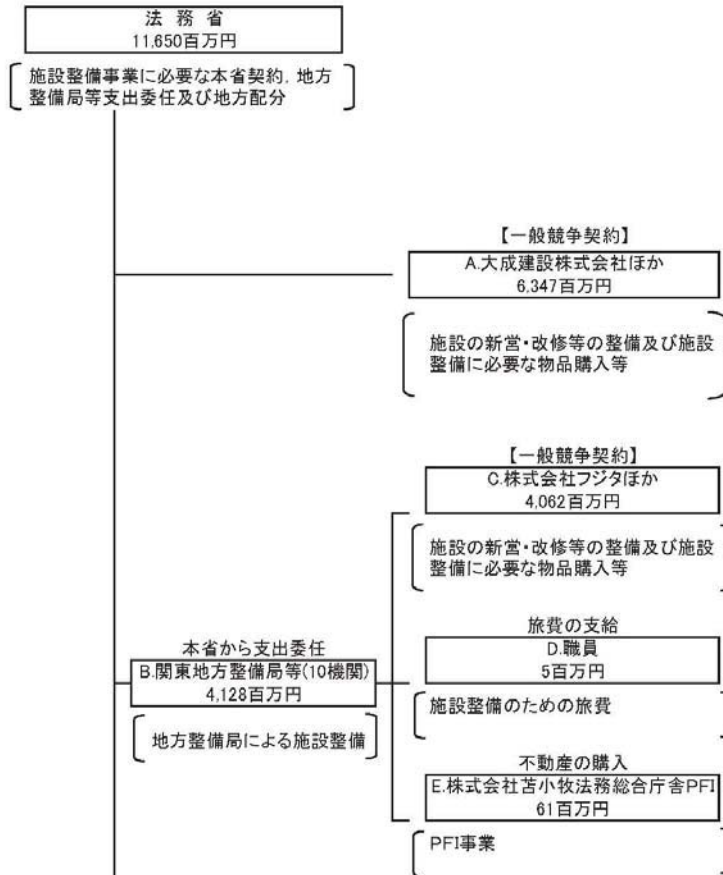 法務省
11,650百万円
施設整備事業に必要な本省契約、地方
整備局等支出委任及び地方配分
【一般競争契約】
A.大成建設株式会社ほか
6,347百万円
施設の新営・改修等の整備及び施設
整備に必要な物品購入等
【一般競争契約】
C.株式会社フジタほか
4,062百万円
施設の新営・改修等の整備及び施設
整備に必要な物品購入等
本省から支出委任
B.関東地方整備局等(10機関)
4,128百万円
地方整備局による施設整備
旅費の支給
D.職員
5百万円
施設整備のための旅費
不動産の購入
E.株式会社苫小牧法務総合庁舎PFI
61百万円
PFI事業